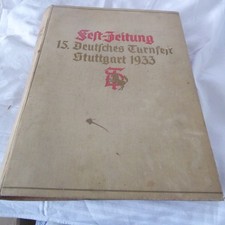 Fest-Zeitung
15. Deutsches Turnfest
Stuttgart 1933